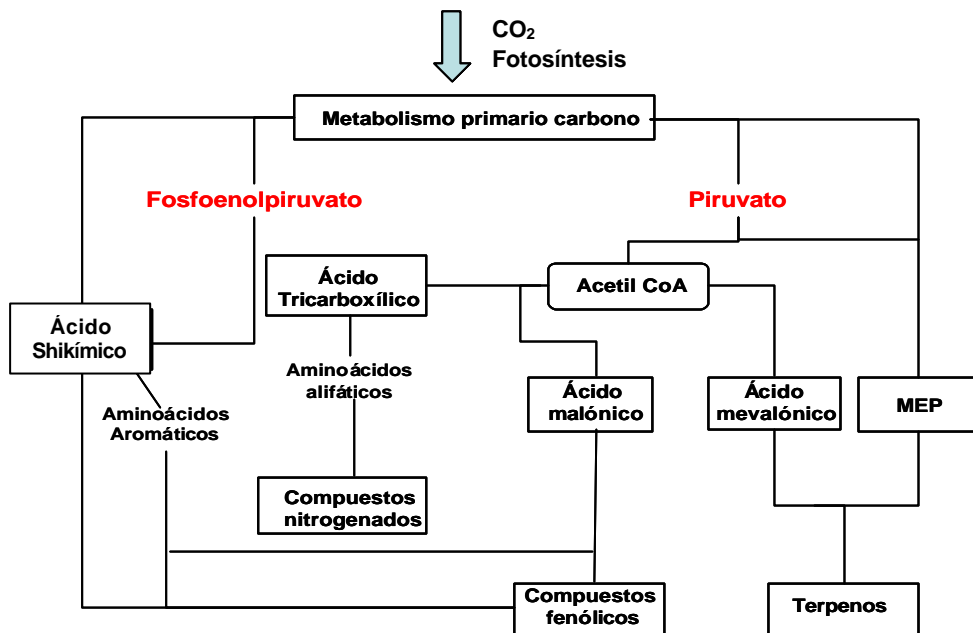 CO₂
Fotosíntesis
Metabolismo primario carbono
Fosfoenolpiruvato
Piruvato
Ácido
Tricarboxílico
Acetil CoA
Ácido
Shikímico
Aminoácidos
alifáticos
Aminoácidos
Aromáticos
Ácido
malónico
Ácido
mevalónico
MEP
Compuestos
nitrogenados
Compuestos
fenólicos
Terpenos